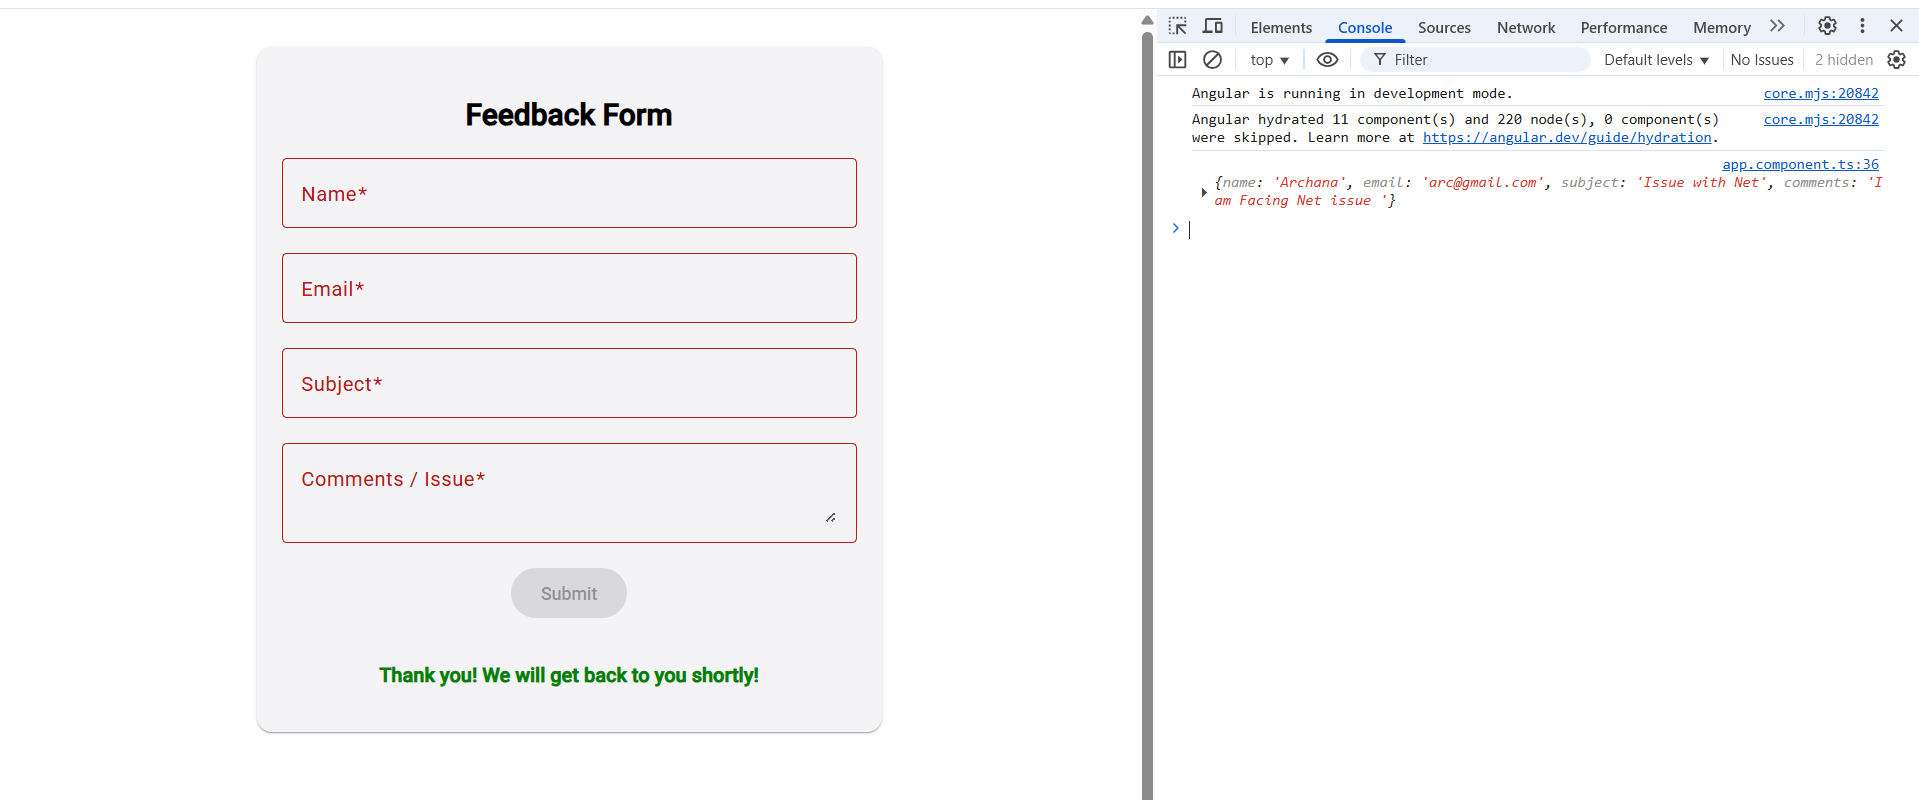 Feedback Form
Name*
Email*
Subject*
Comments / Issue*
Submit
Thank you! We will get back to you shortly!
Elements Console Sources Network Performance Memory
top Filter Default levels No Issues 2 hidden
Angular is running in development mode. core.mjs:20842
Angular hydrated 11 component(s) and 220 node(s), 0 component(s) core.mjs:20842
were skipped. Learn more at https://angular.dev/guide/hydration.
app.component.ts:36
{name: 'Archana', email: 'arc@gmail.com', subject: 'Issue with Net', comments: 'I
am Facing Net issue '}